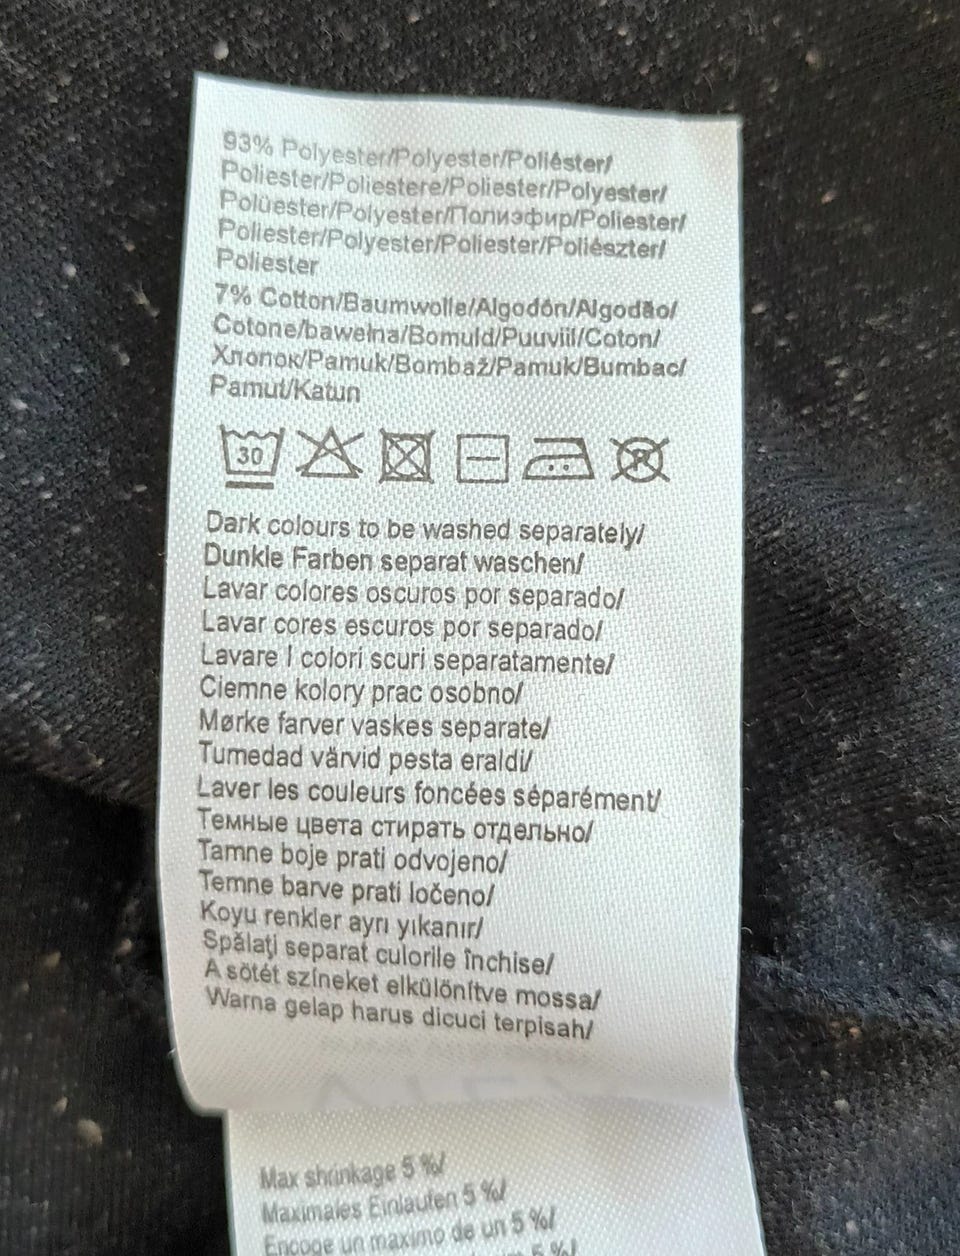 93% Polyester/Polyester/Poliéster/
Poliester/Poliestere/Poliester/Polyester/
Polüester/Polyester/Полиэфир/Poliester/
Poliester/Polyester/Poliester/Poliészter/
Poliester
7% Cotton/Baumwolle/Algodón/Algodão/
Cotone/bawełna/Bomuld/Puuviil/Coton/
Хлопок/Pamuk/Bombaž/Pamuk/Bumbac/
Pamut/Katun
30
P
Dark colours to be washed separately/
Dunkle Farben separat waschen/
Lavar colores oscuros por separado/
Lavar cores escuros por separado/
Lavare I colori scuri separatamente/
Ciemne kolory prac osobno/
Mørke farver vaskes separate/
Tumedad värvid pesta eraldi/
Laver les couleurs foncées séparément/
Темные цвета стирать отдельно/
Tamne boje prati odvojeno/
Temne barve prati ločeno/
Koyu renkler ayrı yıkanır/
Spălaţi separat culorile închise/
A sötét színeket elkülönítve mossa/
Warna gelap harus dicuci terpisah/
Max shrinkage 5 %/
Maximales Einlaufen 5 %/
Encoge un maximo de un 5 %/
5 %/